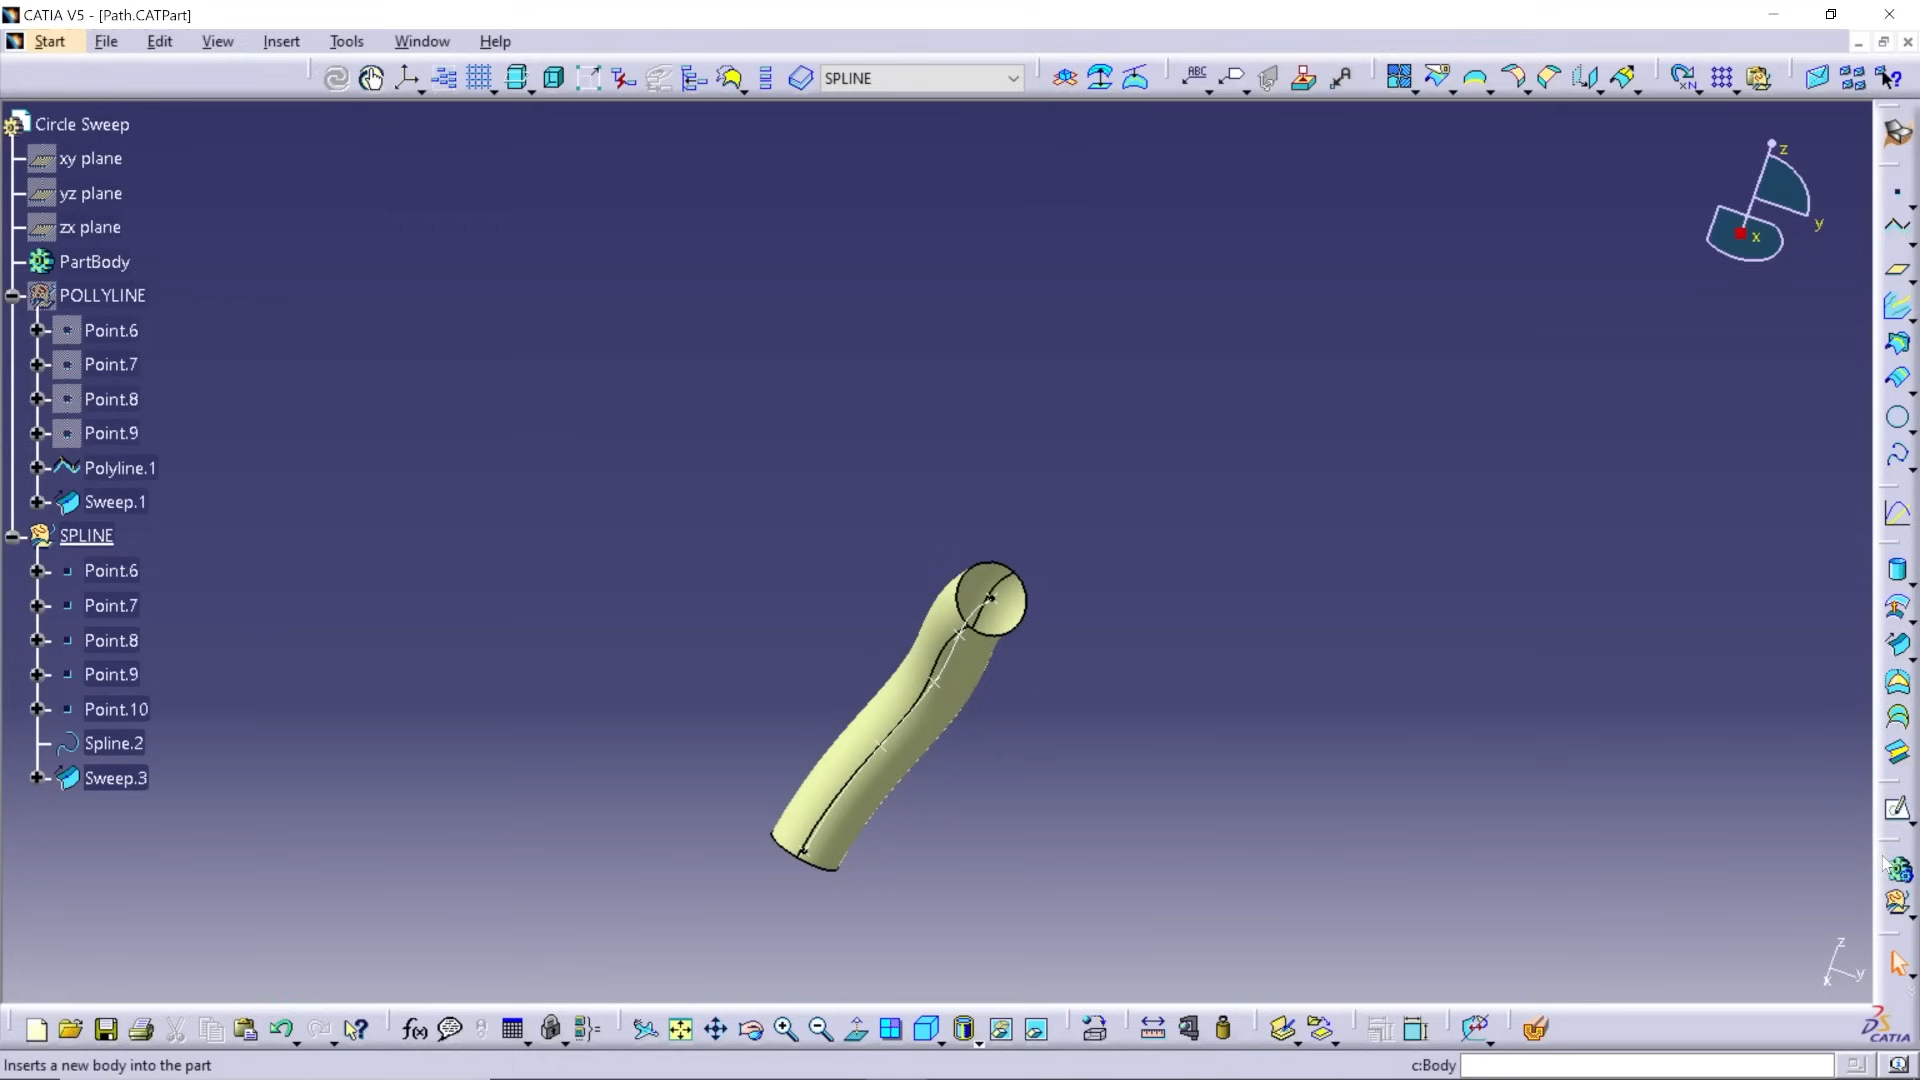 CATIA V5 - [Path.CATPart]
Start File Edit View Insert Tools Window Help
SPLINE
ABC
xN
?
Circle Sweep
xy plane
yz plane
zx plane
PartBody
POLLYLINE
Point.6
Point.7
Point.8
Point.9
Polyline.1
Sweep.1
SPLINE
Point.6
Point.7
Point.8
Point.9
Point.10
Spline.2
Sweep.3
z
y
x
z
y
x
f(x)
CATIA
Inserts a new body into the part
c:Body